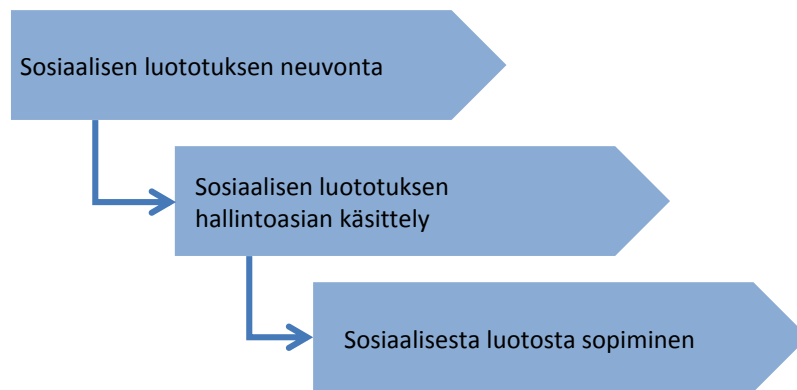 Sosiaalisen luototuksen neuvonta
Sosiaalisen luototuksen
hallintoasian käsittely
Sosiaalisesta luotosta sopiminen